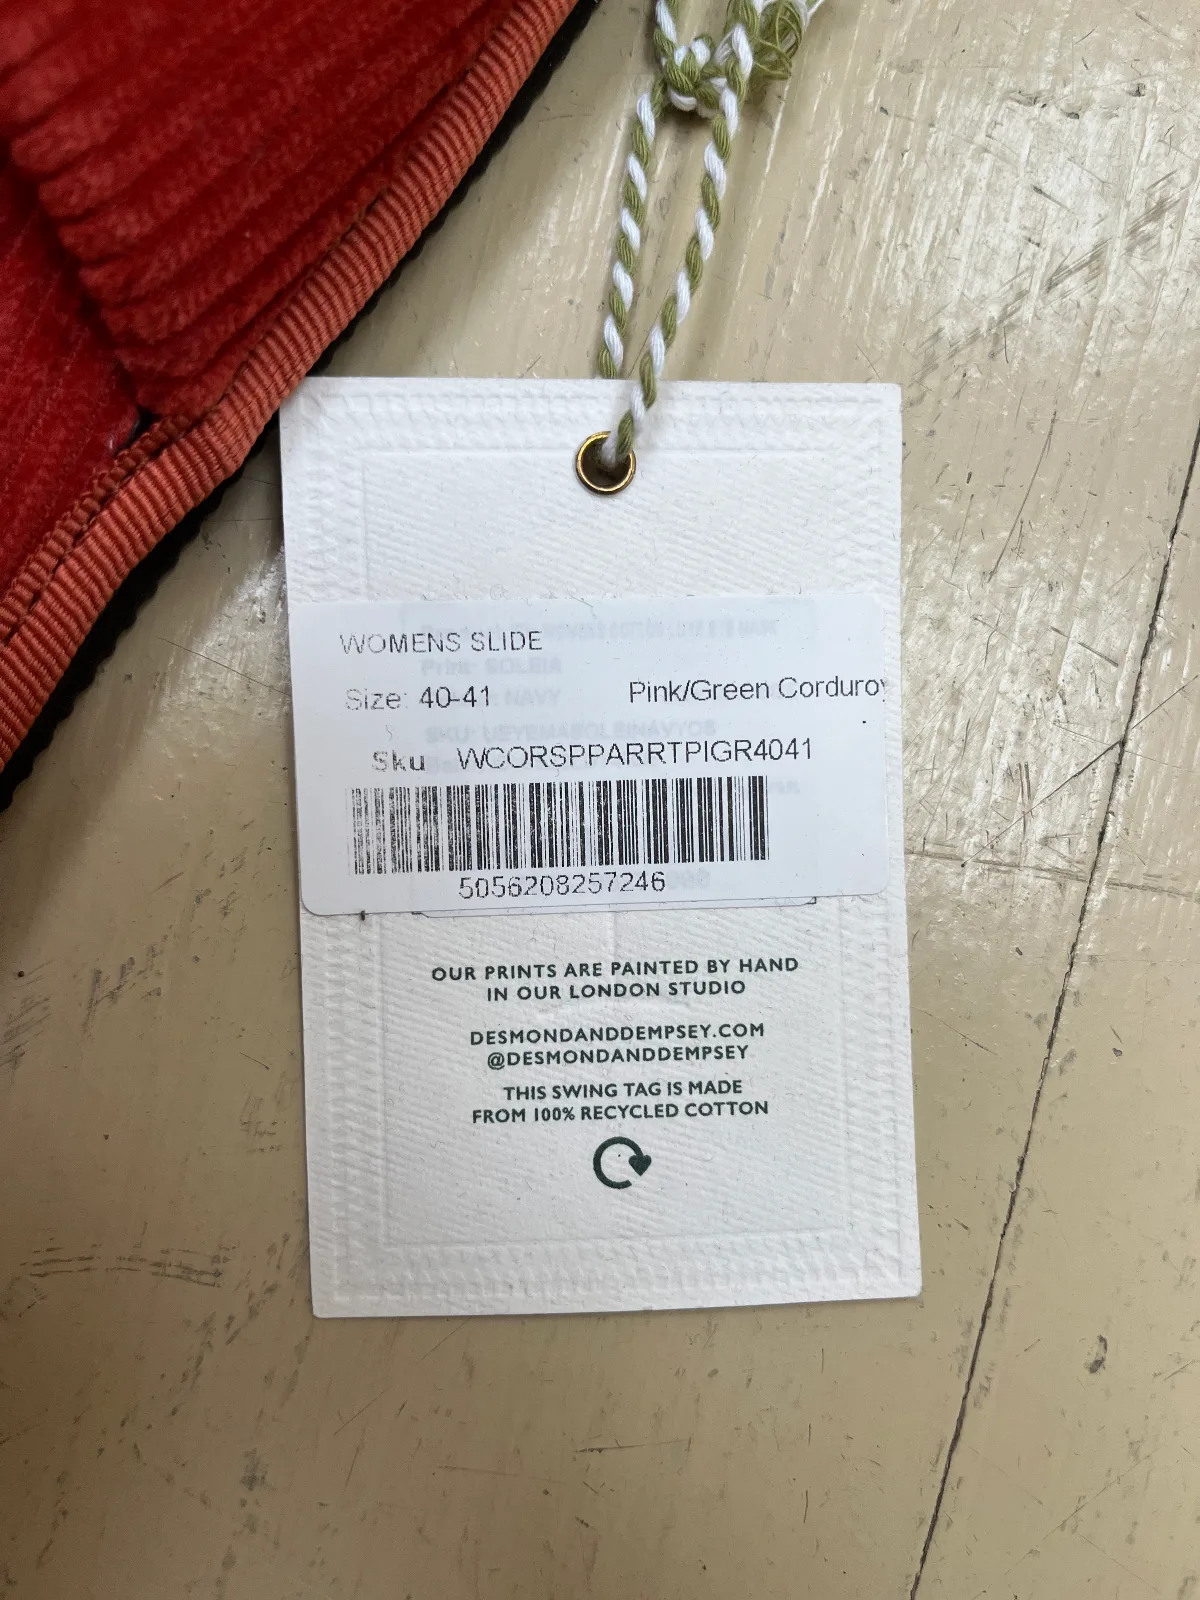 WOMENS SLIDE
Size: 40-41 Pink/Green Corduroy
Sku WCORSPPARRTPIGR4041
5056208257246
OUR PRINTS ARE PAINTED BY HAND
IN OUR LONDON STUDIO
DESMONDANDDEMPSEY.COM
@DESMONDANDDEMPSEY
THIS SWING TAG IS MADE
FROM 100% RECYCLED COTTON